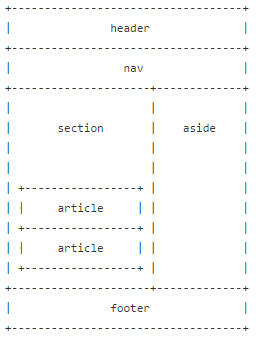 header
nav
section aside
article
article
footer